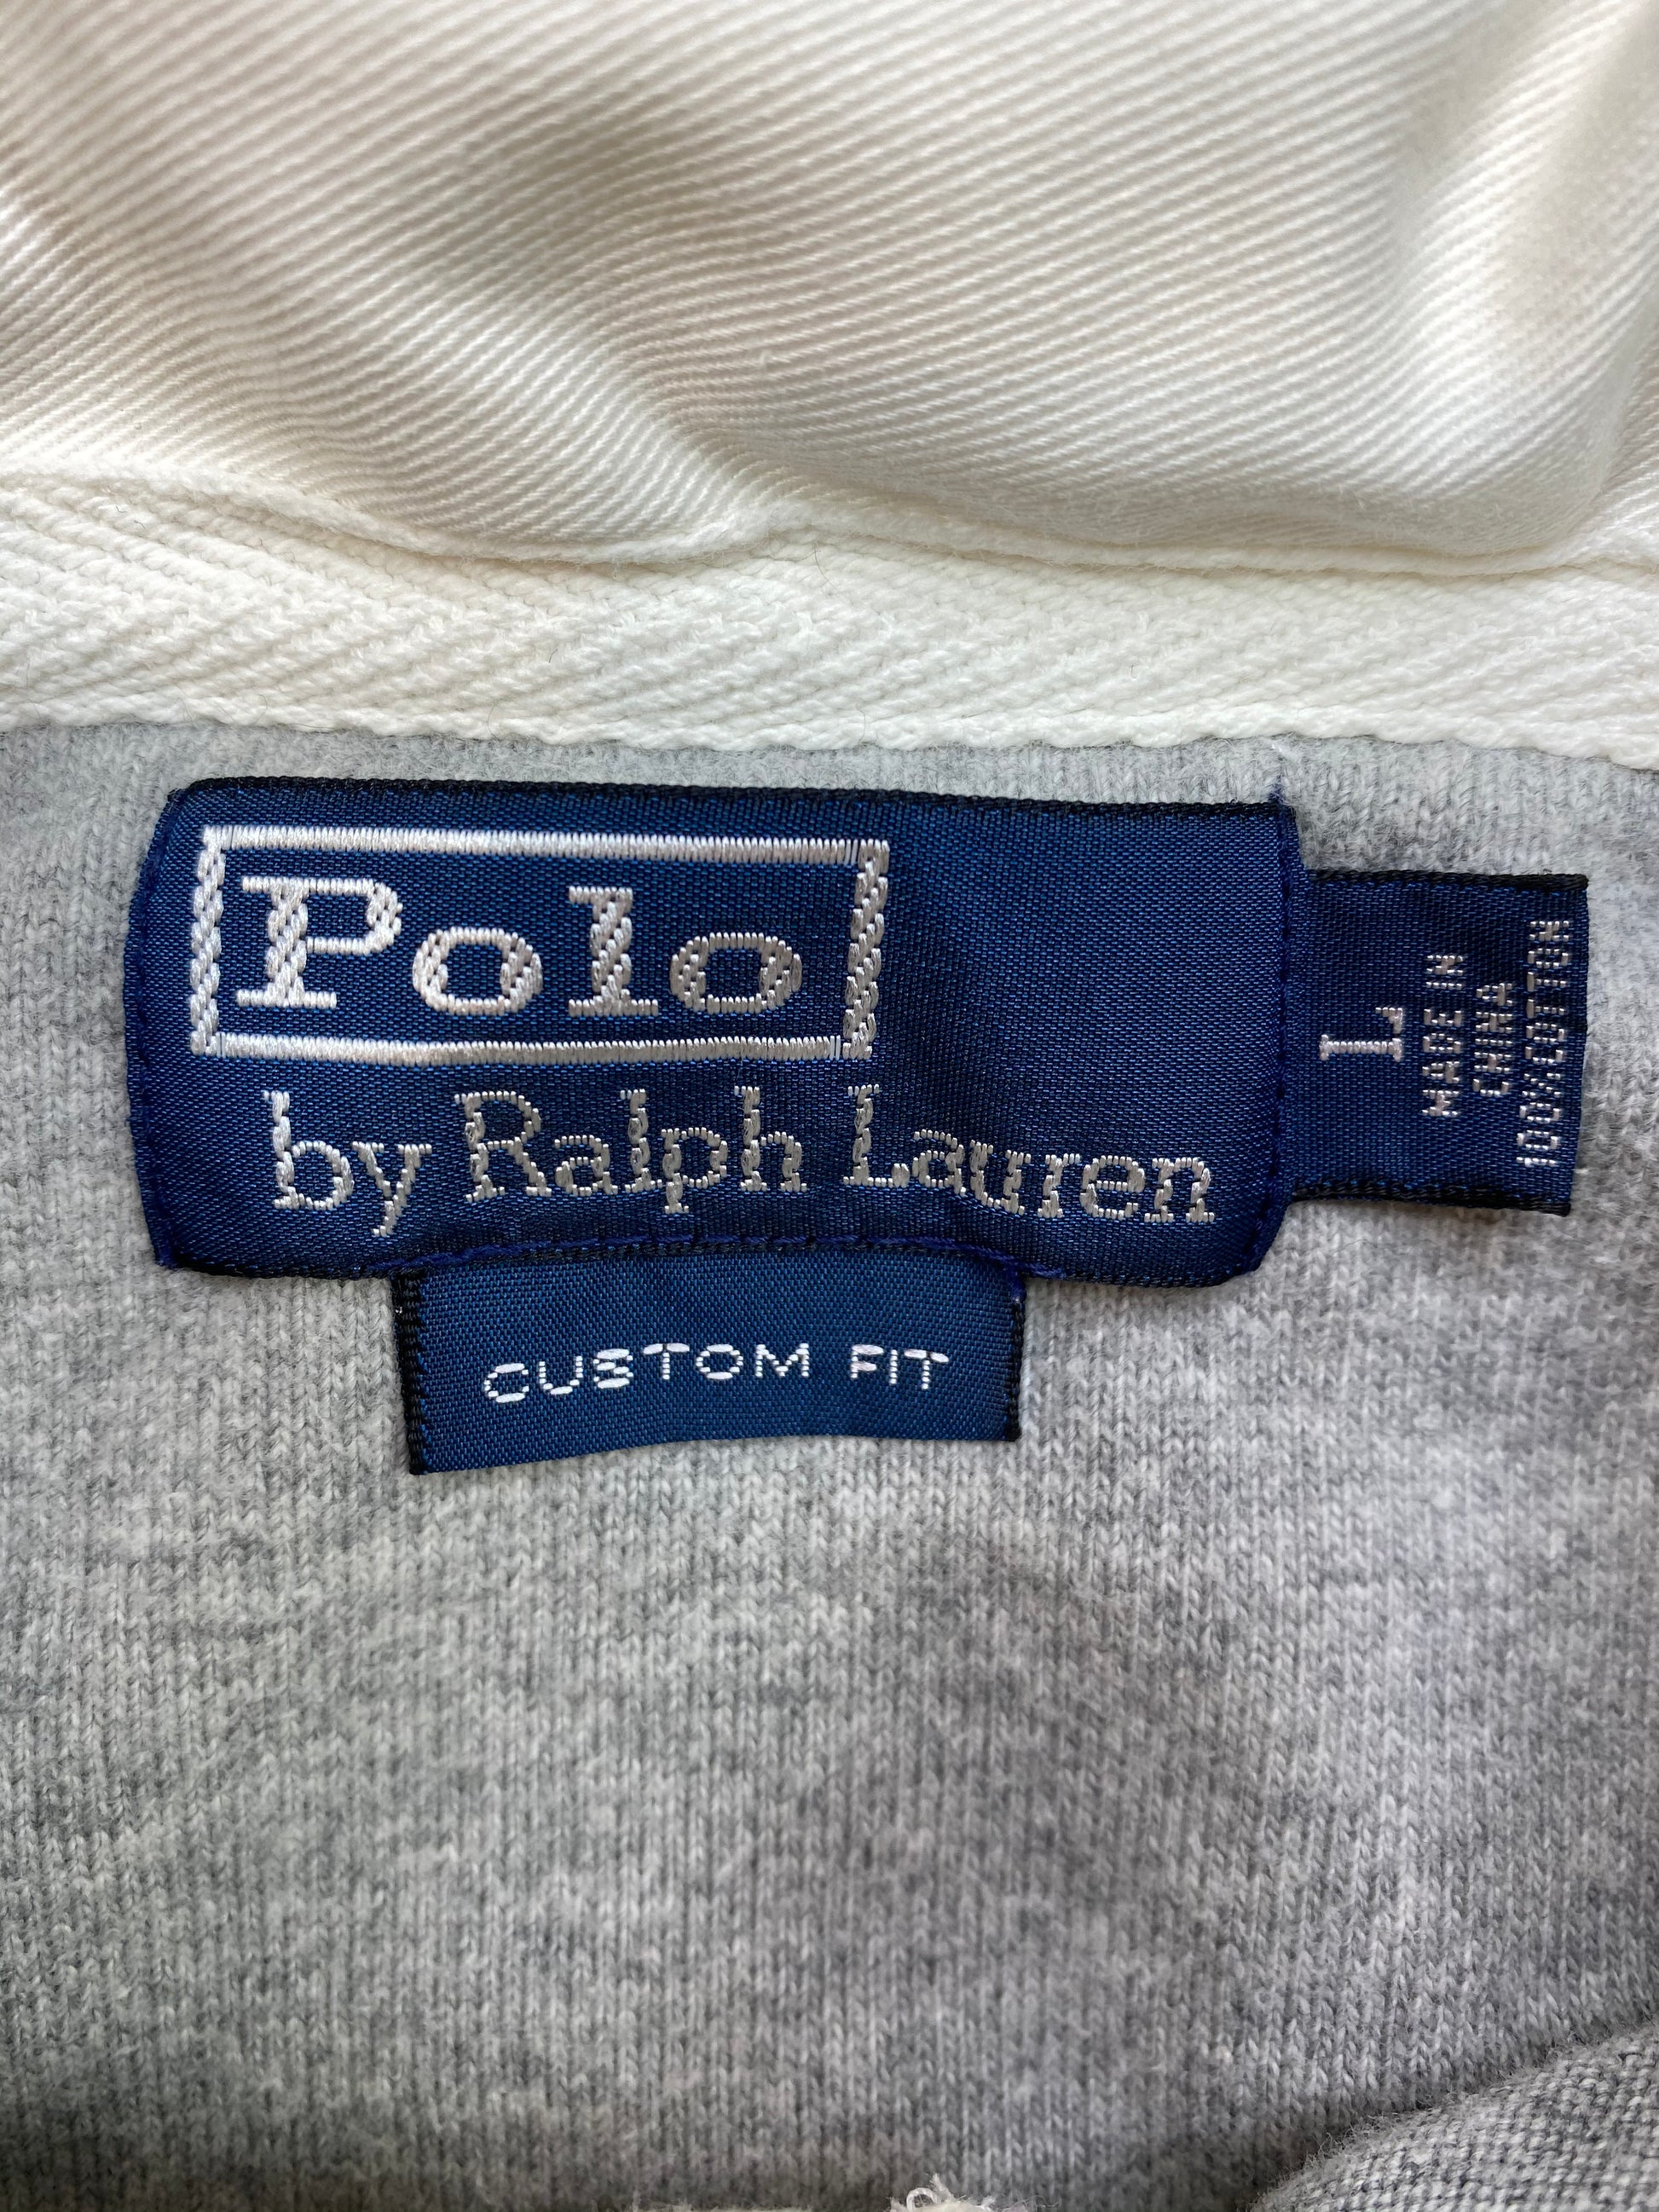 Polo
by Ralph Lauren
CUSTOM FIT
L
MADE IN
CHINA
100%COTTON